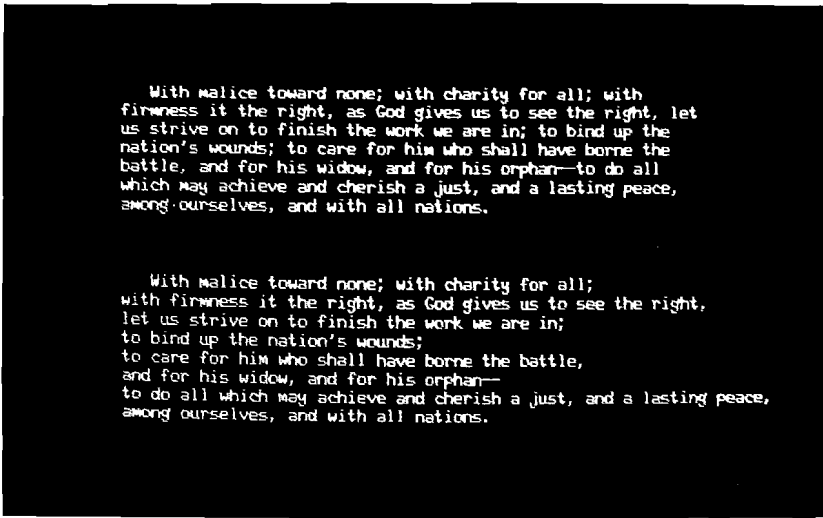 With malice toward none; with charity for all; with
firmness it the right, as God gives us to see the right, let
us strive on to finish the work we are in; to bind up the
nation's wounds; to care for him who shall have borne the
battle, and for his widow, and for his orphan—to do all
which may achieve and cherish a just, and a lasting peace,
among ourselves, and with all nations.
With malice toward none; with charity for all;
with firmness it the right, as God gives us to see the right,
let us strive on to finish the work we are in;
to bind up the nation's wounds;
to care for him who shall have borne the battle,
and for his widow, and for his orphan—
to do all which may achieve and cherish a just, and a lasting peace,
among ourselves, and with all nations.